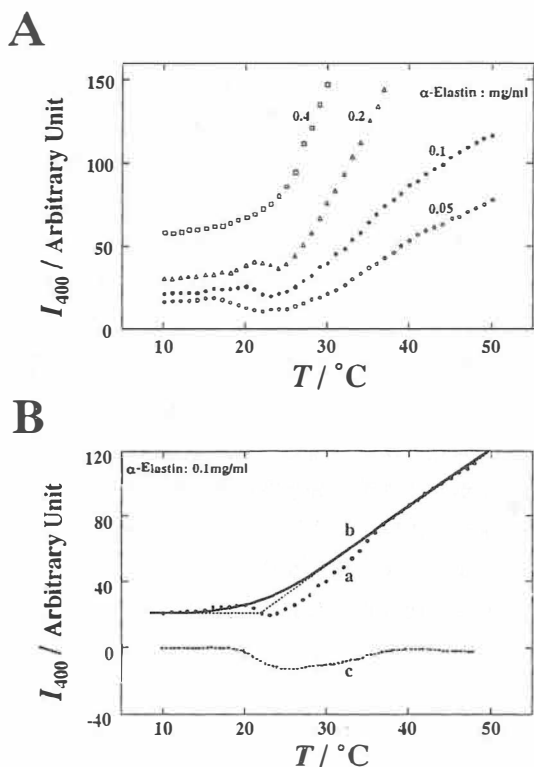 A
I400 / Arbitrary Unit
150
100
50
0
α-Elastin : mg/ml
0.4
0.2
0.1
0.05
10
20
30
40
50
T / °C
B
I400 / Arbitrary Unit
120
80
40
0
-40
α-Elastin: 0.1mg/ml
b
a
c
10
20
30
40
50
T / °C